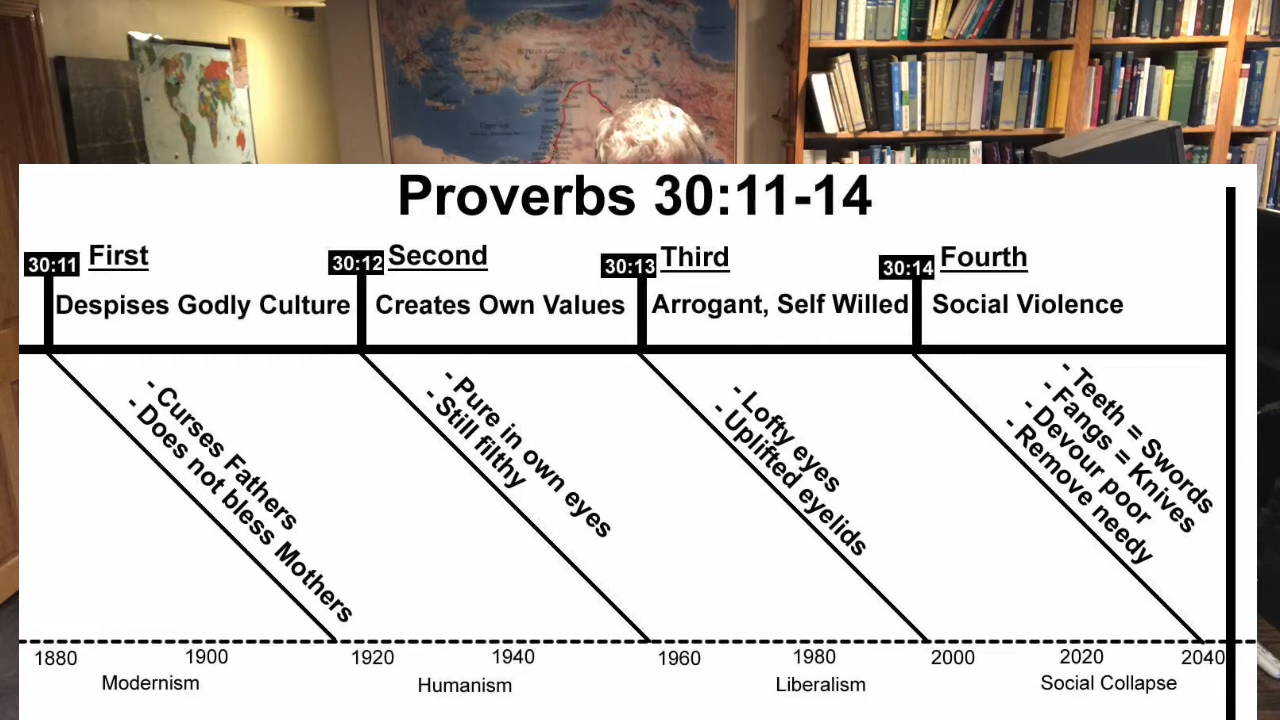 Proverbs 30:11-14
30:11 First
Despises Godly Culture
- Curses Fathers
- Does not bless Mothers
30:12 Second
Creates Own Values
- Pure in own eyes
- Still filthy
30:13 Third
Arrogant, Self Willed
- Lofty eyes
- Uplifted eyelids
30:14 Fourth
Social Violence
- Teeth = Swords
- Fangs = Knives
- Devour poor
- Remove needy
1880 1900 1920 1940 1960 1980 2000 2020 2040
Modernism Humanism Liberalism Social Collapse